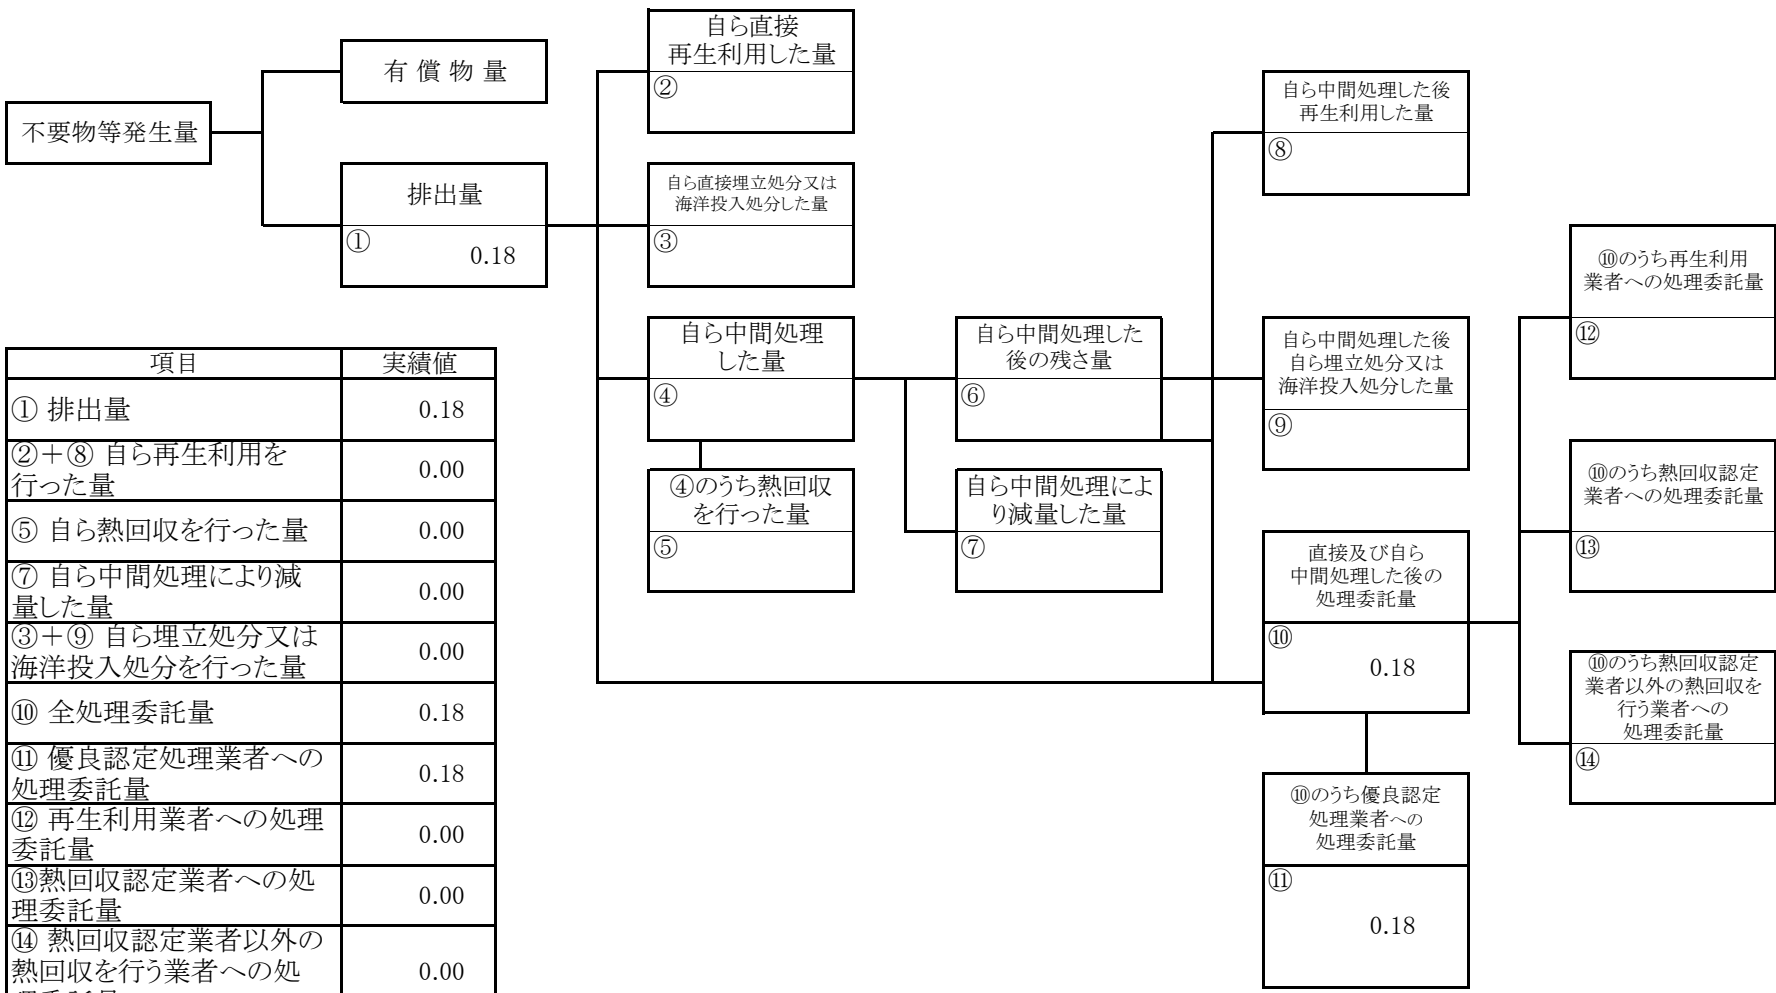 不要物等発生量
有 償 物 量
排出量
①
0.18
自ら直接
再生利用した量
②
自ら直接埋立処分又は
海洋投入処分した量
③
自ら中間処理
した量
④
④のうち熱回収
を行った量
⑤
自ら中間処理した
後の残さ量
⑥
自ら中間処理によ
り減量した量
⑦
自ら中間処理した後
再生利用した量
⑧
自ら中間処理した後
自ら埋立処分又は
海洋投入処分した量
⑨
直接及び自ら
中間処理した後の
処理委託量
⑩
0.18
⑩のうち優良認定
処理業者への
処理委託量
⑪
0.18
⑩のうち再生利用
業者への処理委託量
⑫
⑩のうち熱回収認定
業者への処理委託量
⑬
⑩のうち熱回収認定
業者以外の熱回収を
行う業者への
処理委託量
⑭
項目 実績値
① 排出量 0.18
②＋⑧ 自ら再生利用を
行った量 0.00
⑤ 自ら熱回収を行った量 0.00
⑦ 自ら中間処理により減
量した量 0.00
③＋⑨ 自ら埋立処分又は
海洋投入処分を行った量 0.00
⑩ 全処理委託量 0.18
⑪ 優良認定処理業者への
処理委託量 0.18
⑫ 再生利用業者への処理
委託量 0.00
⑬熱回収認定業者への処
理委託量 0.00
⑭ 熱回収認定業者以外の
熱回収を行う業者への処 0.00